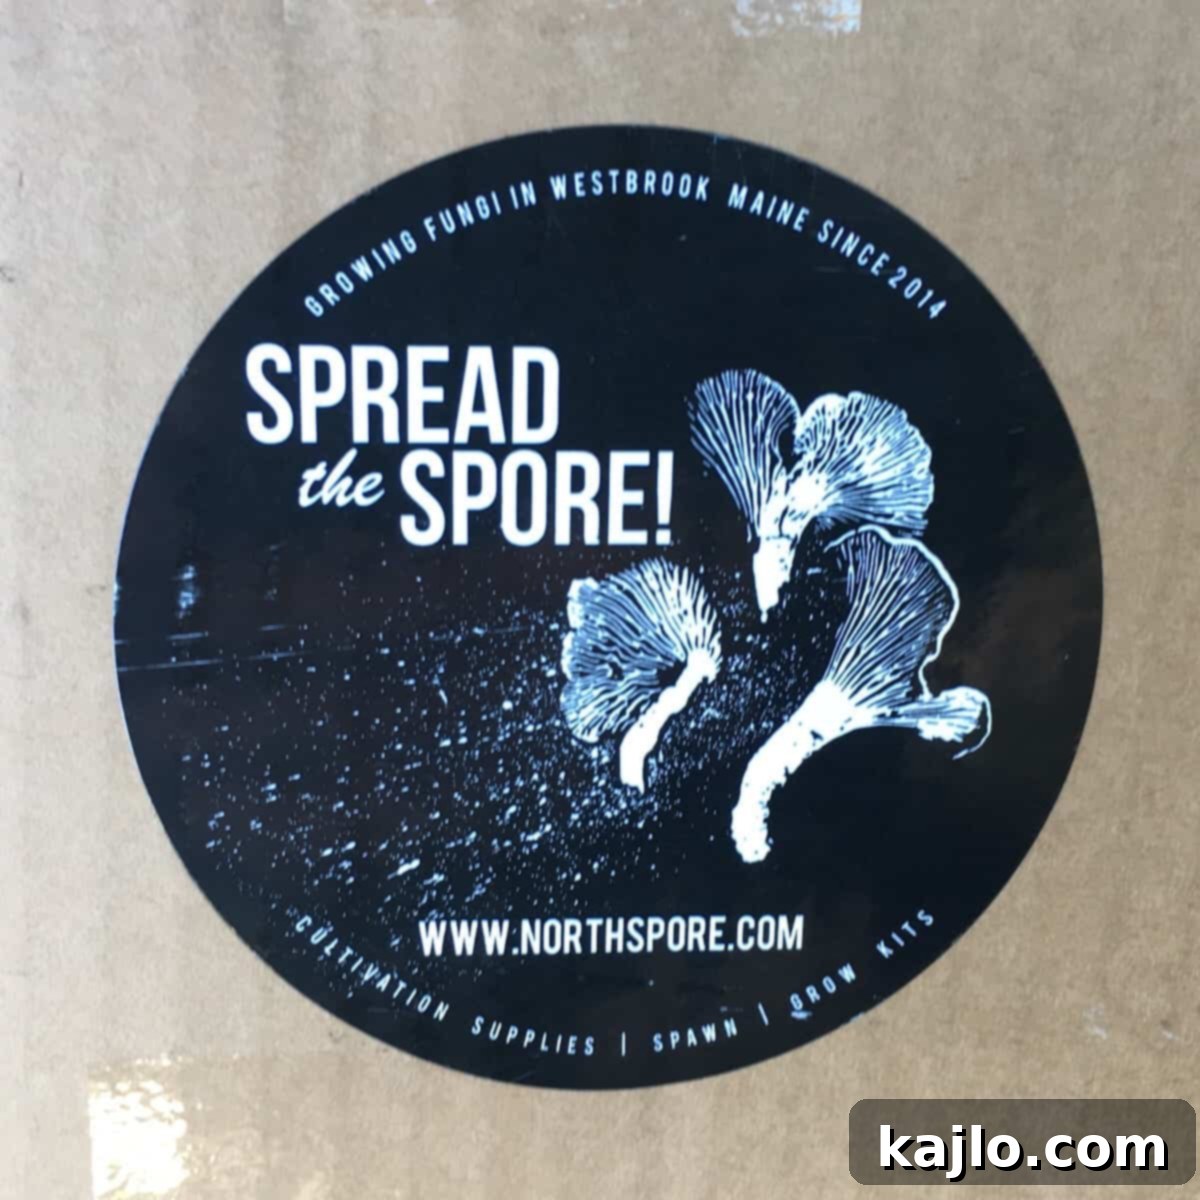 GROWING FUNGI IN WESTBROOK MAINE SINCE 2014
SPREAD
the SPORE!
WWW.NORTHSPORE.COM
CULTIVATION SUPPLIES | SPAWN | GROW KITS
kajlo.com